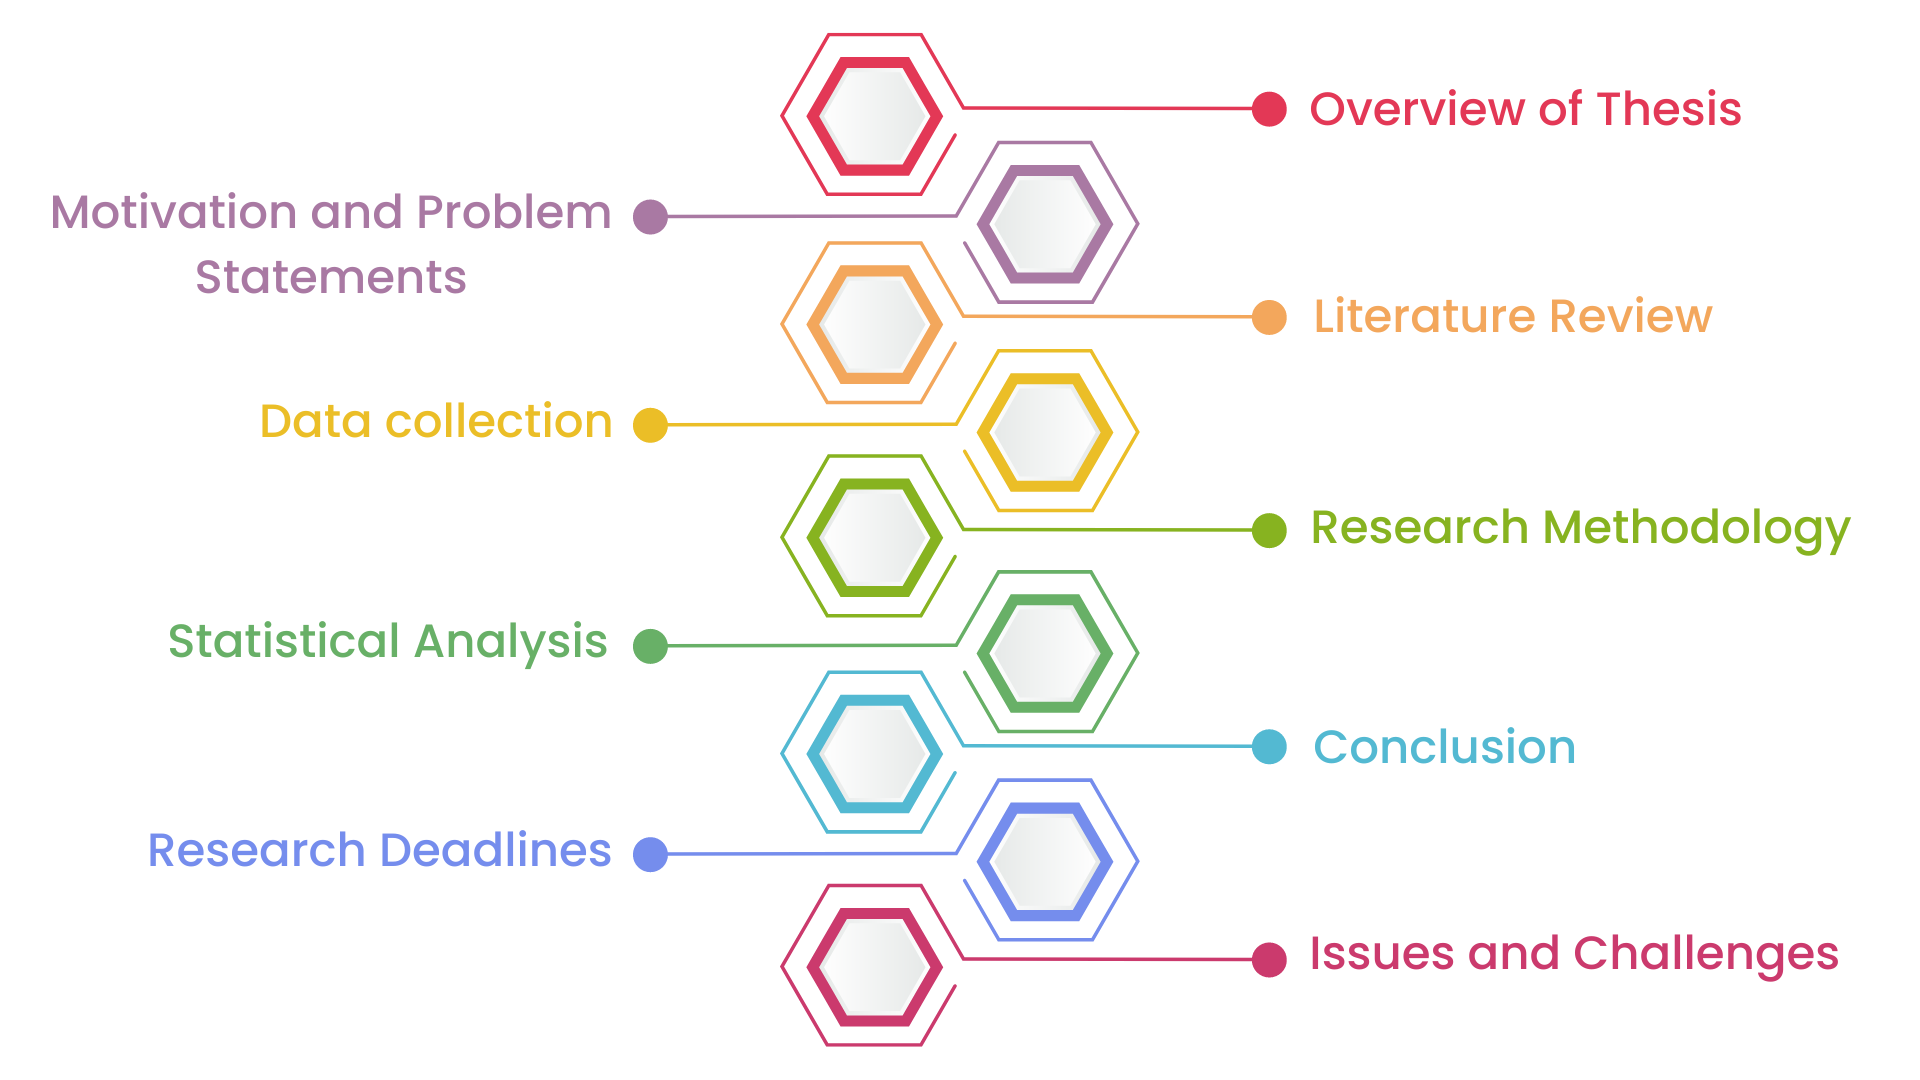 Overview of Thesis
Motivation and Problem
Statements
Literature Review
Data collection
Research Methodology
Statistical Analysis
Conclusion
Research Deadlines
Issues and Challenges